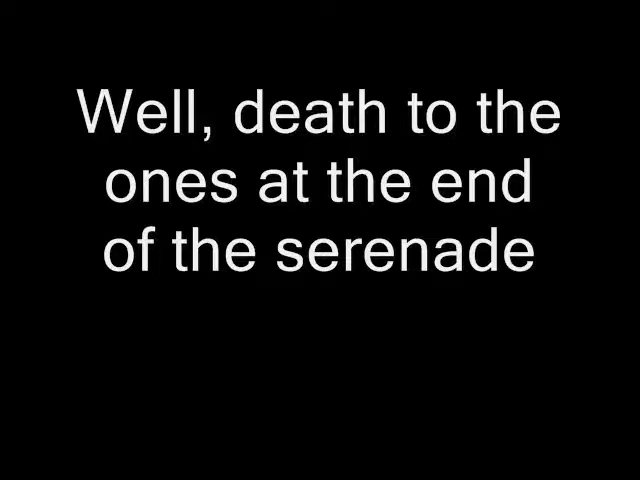 Well, death to the
ones at the end
of the serenade